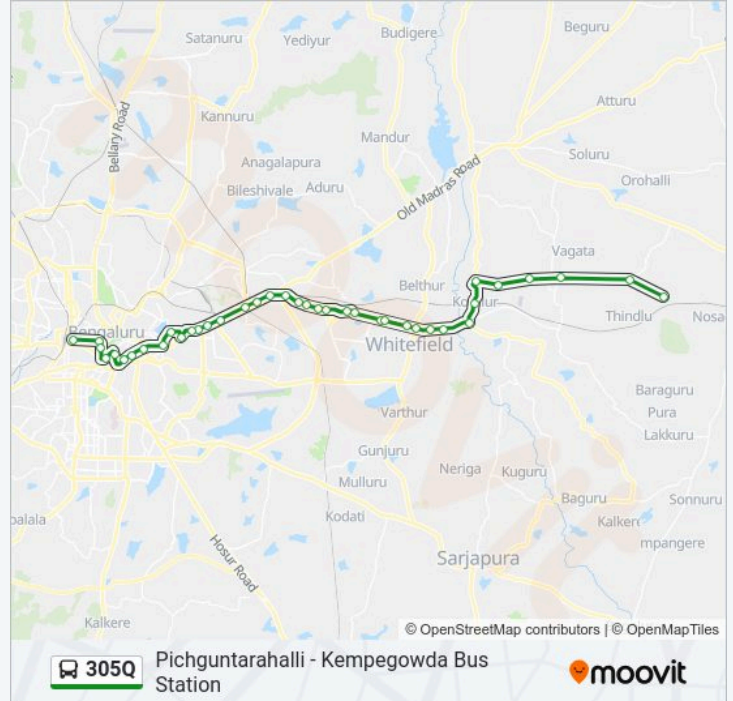 Satanuru
Yediyur
Budigere
Beguru
Bellary Road
Kannuru
Atturu
Mandur
Anagalapura
Soluru
Bileshivale
Aduru
Old Madras Road
Orohalli
Vagata
Belthur
Bengaluru
Thindlu
Nosa
Whitefield
Baraguru
Varthur
Pura
Lakkuru
Gunjuru
Neriga
Kuguru
Mulluru
Baguru
Sonnuru
palala
Kodati
Kalkere
mpangere
Hosur Road
Sarjapura
Kalkere
© OpenStreetMap contributors | © OpenMapTiles
305Q
Pichguntarahalli - Kempegowda Bus
Station
moovit